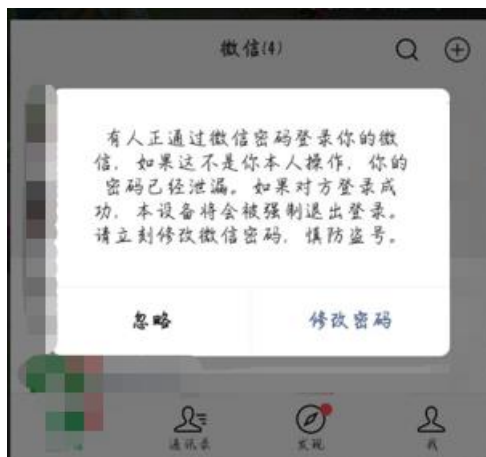 微信(4)
有人正通过微信密码登录你的微
信，如果这不是你本人操作，你的
密码已经泄漏。如果对方登录成
功，本设备将会被强制退出登录。
请立刻修改微信密码，慎防盗号。
忽略
修改密码
通讯录
发现
我